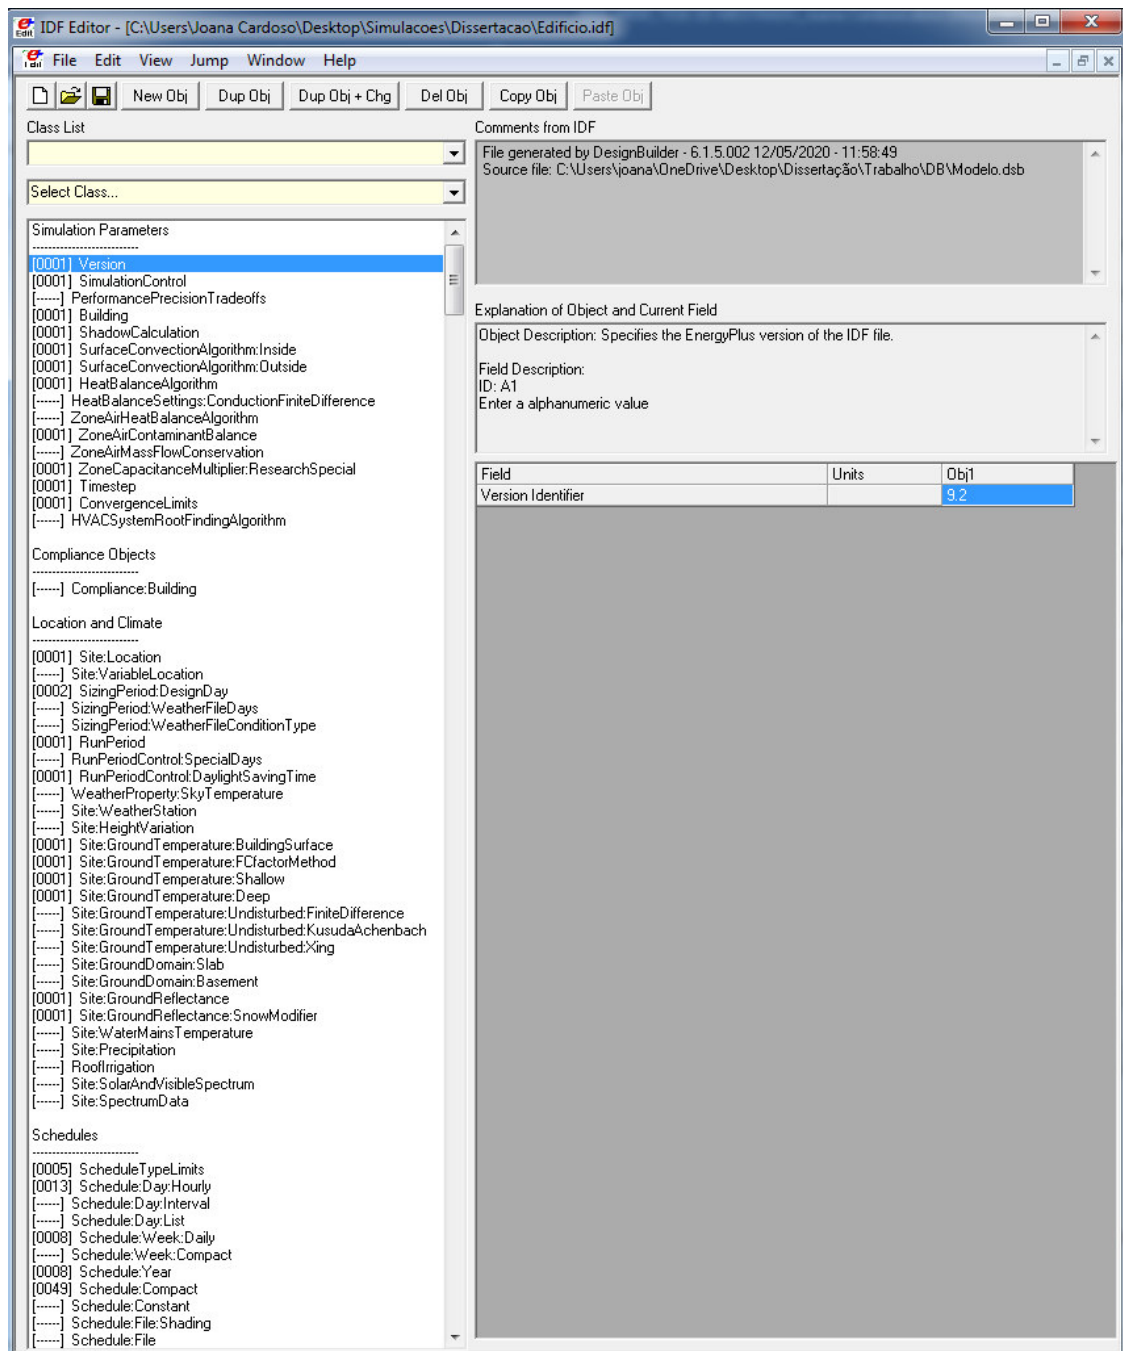 IDF Editor - [C:\Users\Joana Cardoso\Desktop\Simulacoes\Dissertacao\Edificio.idf]
File Edit View Jump Window Help
New Obj Dup Obj Dup Obj + Chg Del Obj Copy Obj Paste Obj
Class List
Select Class...
Simulation Parameters
--------------------------
[0001] Version
[0001] SimulationControl
[------] PerformancePrecisionTradeoffs
[0001] Building
[0001] ShadowCalculation
[0001] SurfaceConvectionAlgorithm:Inside
[0001] SurfaceConvectionAlgorithm:Outside
[0001] HeatBalanceAlgorithm
[------] HeatBalanceSettings:ConductionFiniteDifference
[------] ZoneAirHeatBalanceAlgorithm
[0001] ZoneAirContaminantBalance
[------] ZoneAirMassFlowConservation
[0001] ZoneCapacitanceMultiplier:ResearchSpecial
[0001] Timestep
[0001] ConvergenceLimits
[------] HVACSystemRootFindingAlgorithm
Compliance Objects
--------------------------
[------] Compliance:Building
Location and Climate
--------------------------
[0001] Site:Location
[------] Site:VariableLocation
[0002] SizingPeriod:DesignDay
[------] SizingPeriod:WeatherFileDays
[------] SizingPeriod:WeatherFileConditionType
[0001] RunPeriod
[------] RunPeriodControl:SpecialDays
[0001] RunPeriodControl:DaylightSavingTime
[------] WeatherProperty:SkyTemperature
[------] Site:WeatherStation
[------] Site:HeightVariation
[0001] Site:GroundTemperature:BuildingSurface
[0001] Site:GroundTemperature:FCfactorMethod
[0001] Site:GroundTemperature:Shallow
[0001] Site:GroundTemperature:Deep
[------] Site:GroundTemperature:Undisturbed:FiniteDifference
[------] Site:GroundTemperature:Undisturbed:KusudaAchenbach
[------] Site:GroundTemperature:Undisturbed:Xing
[------] Site:GroundDomain:Slab
[------] Site:GroundDomain:Basement
[0001] Site:GroundReflectance
[0001] Site:GroundReflectance:SnowModifier
[------] Site:WaterMainsTemperature
[------] Site:Precipitation
[------] RoofIrrigation
[------] Site:SolarAndVisibleSpectrum
[------] Site:SpectrumData
Schedules
--------------------------
[0005] ScheduleTypeLimits
[0013] Schedule:Day:Hourly
[------] Schedule:Day:Interval
[------] Schedule:Day:List
[0008] Schedule:Week:Daily
[------] Schedule:Week:Compact
[0008] Schedule:Year
[0049] Schedule:Compact
[------] Schedule:Constant
[------] Schedule:File:Shading
[------] Schedule:File
Comments from IDF
File generated by DesignBuilder - 6.1.5.002 12/05/2020 - 11:58:49
Source file: C:\Users\joana\OneDrive\Desktop\Dissertação\Trabalho\DB\Modelo.dsb
Explanation of Object and Current Field
Object Description: Specifies the EnergyPlus version of the IDF file.
Field Description:
ID: A1
Enter a alphanumeric value
Field Units Obj1
Version Identifier 9.2